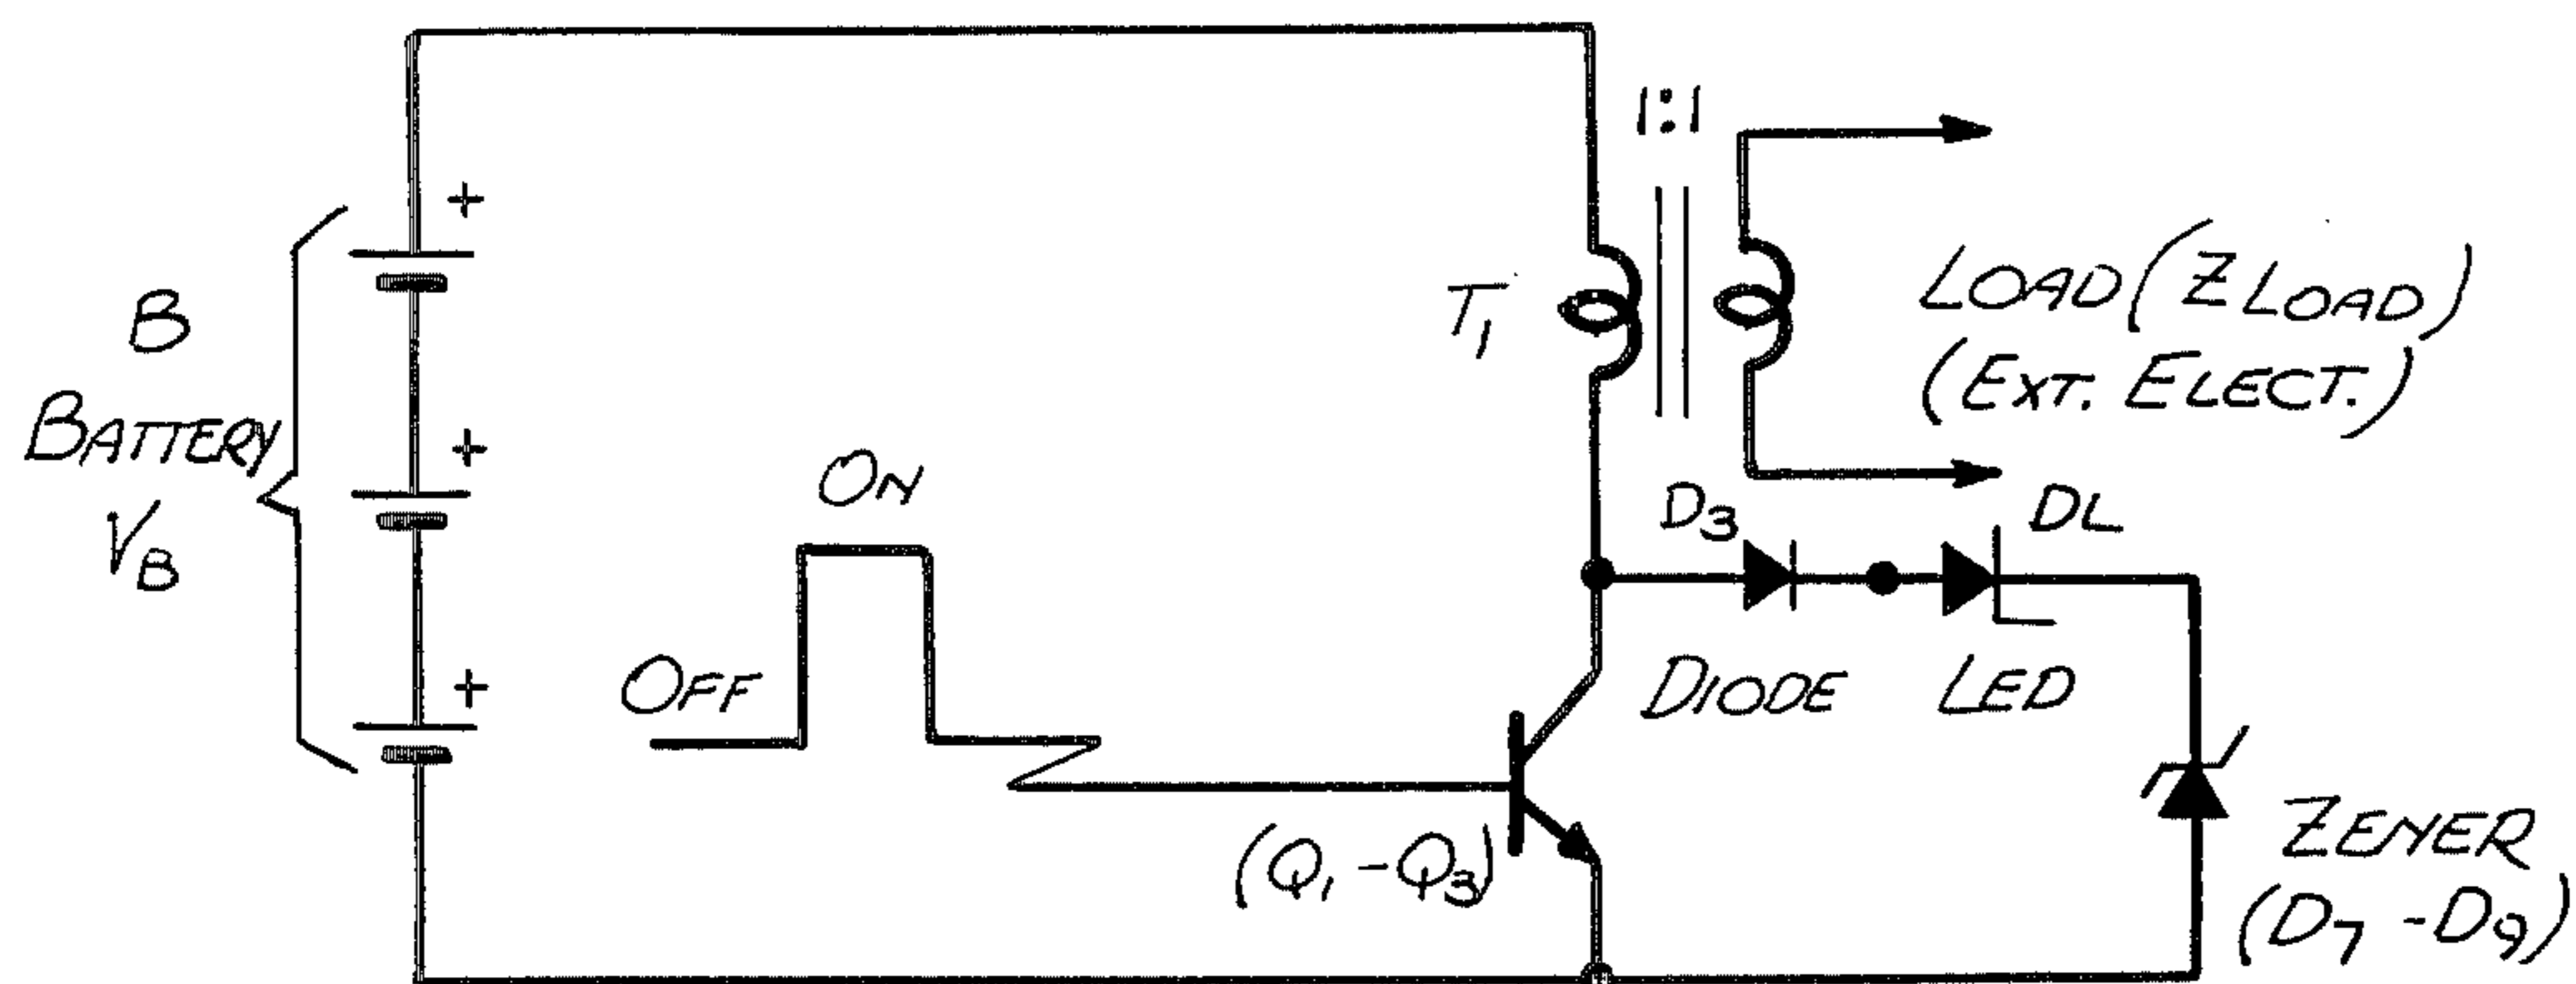 1:1
+
B
BATTERY
VB
+
+
ON
OFF
T1
LOAD (Z LOAD)
(EXT. ELECT.)
D3
DL
DIODE
LED
(Q1 - Q3)
ZENER
(D7 - D9)